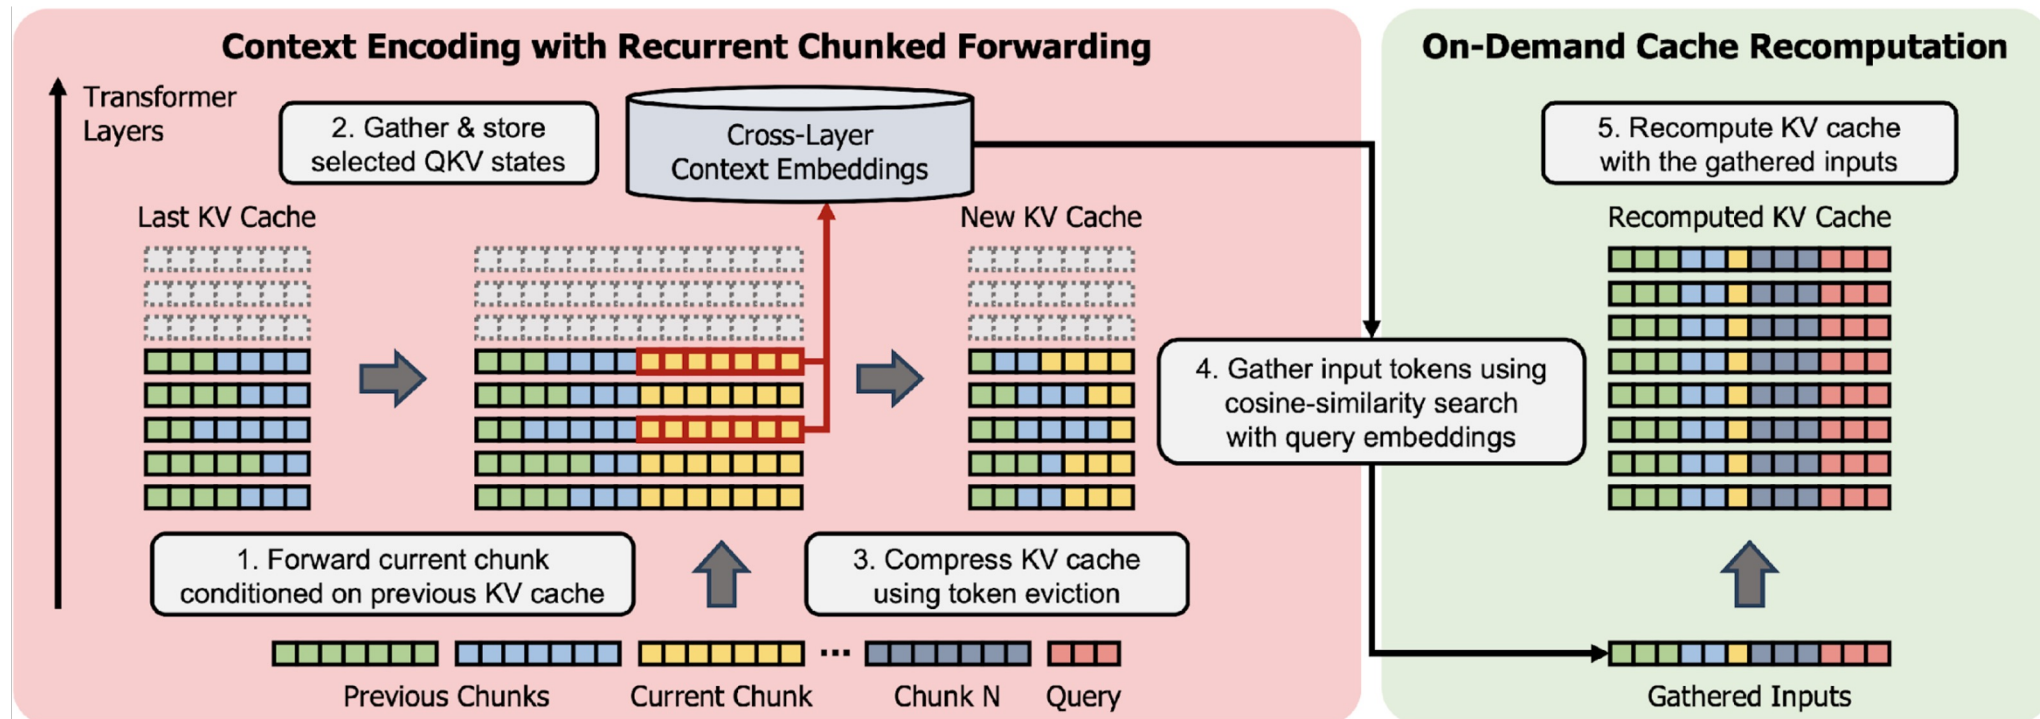 Context Encoding with Recurrent Chunked Forwarding
Transformer
Layers
2. Gather & store
selected QKV states
Cross-Layer
Context Embeddings
Last KV Cache
New KV Cache
1. Forward current chunk
conditioned on previous KV cache
3. Compress KV cache
using token eviction
Previous Chunks
Current Chunk
...
Chunk N
Query
4. Gather input tokens using
cosine-similarity search
with query embeddings
On-Demand Cache Recomputation
5. Recompute KV cache
with the gathered inputs
Recomputed KV Cache
Gathered Inputs